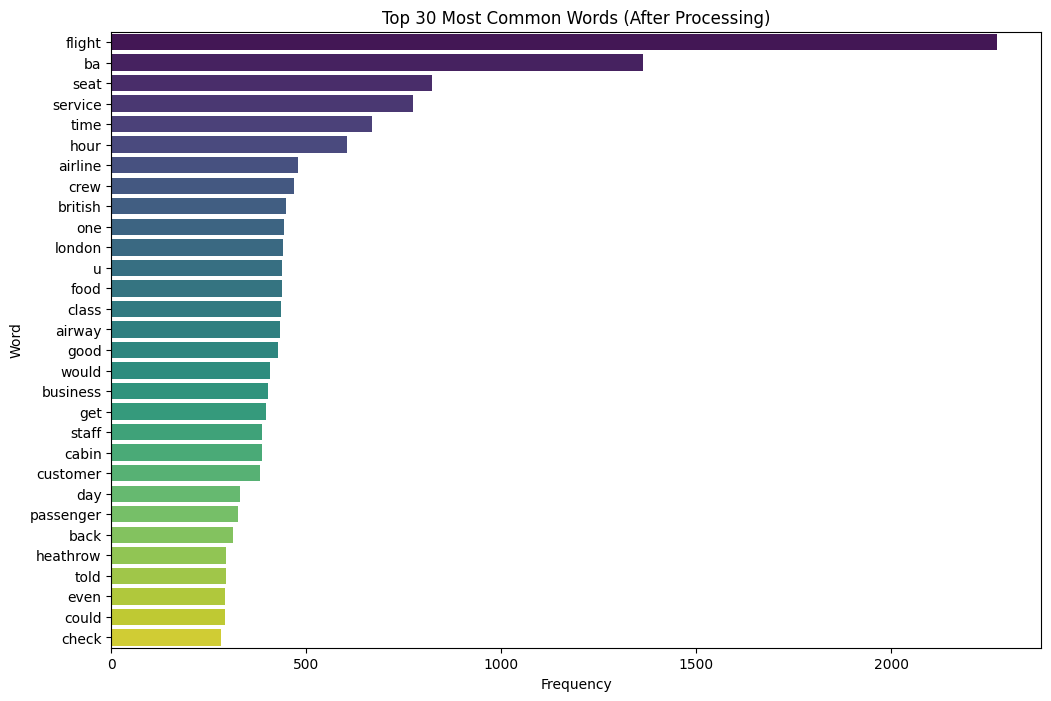 Top 30 Most Common Words (After Processing)
flight
ba
seat
service
time
hour
airline
crew
british
one
london
u
food
class
airway
good
would
business
get
staff
cabin
customer
day
passenger
back
heathrow
told
even
could
check
Word
0 500 1000 1500 2000
Frequency